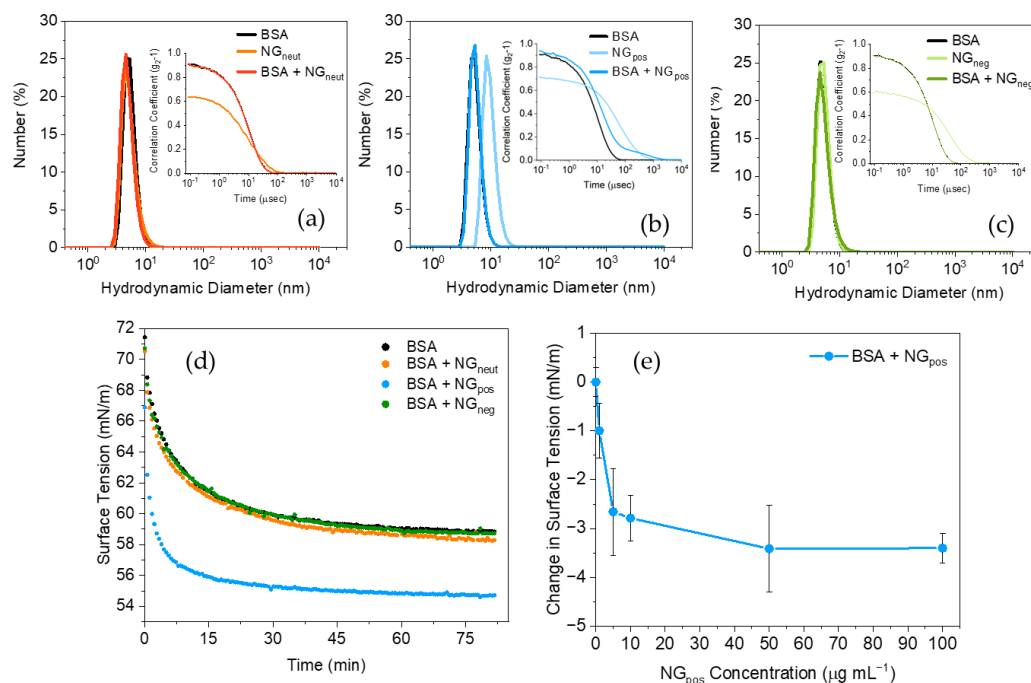 (a)
30
25
20
15
10
5
0
Number (%)
BSA
NGneut
BSA + NGneut
Correlation Coefficient (g2-1)
1.0
0.8
0.6
0.4
0.2
0.0
10-1 100 101 102 103 104
Time (μsec)
100 101 102 103 104
Hydrodynamic Diameter (nm)
(b)
30
25
20
15
10
5
0
Number (%)
BSA
NGpos
BSA + NGpos
Correlation Coefficient (g2-1)
1.0
0.8
0.6
0.4
0.2
0.0
10-1 100 101 102 103 104
Time (μsec)
100 101 102 103 104
Hydrodynamic Diameter (nm)
(c)
30
25
20
15
10
5
0
Number (%)
BSA
NGneg
BSA + NGneg
Correlation Coefficient (g2-1)
1.0
0.8
0.6
0.4
0.2
0.0
10-1 100 101 102 103 104
Time (μsec)
100 101 102 103 104
Hydrodynamic Diameter (nm)
(d)
72
70
68
66
64
62
60
58
56
54
Surface Tension (mN/m)
BSA
BSA + NGneut
BSA + NGpos
BSA + NGneg
0 15 30 45 60 75
Time (min)
(e)
1
0
−1
−2
−3
−4
−5
Change in Surface Tension (mN/m)
BSA + NGpos
0 10 20 30 40 50 60 70 80 90 100
NGpos Concentration (μg mL−1)